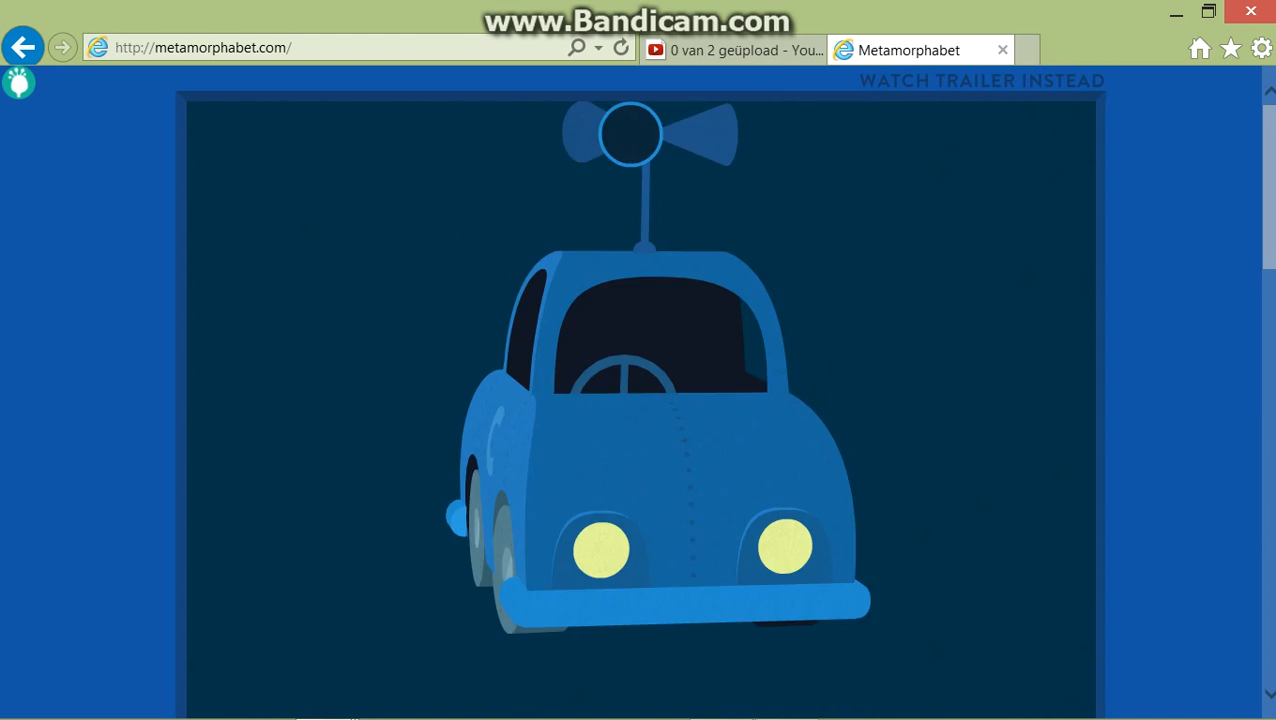 www.Bandicam.com
http://metamorphabet.com/
0 van 2 geüpload - You...
Metamorphabet
WATCH TRAILER INSTEAD